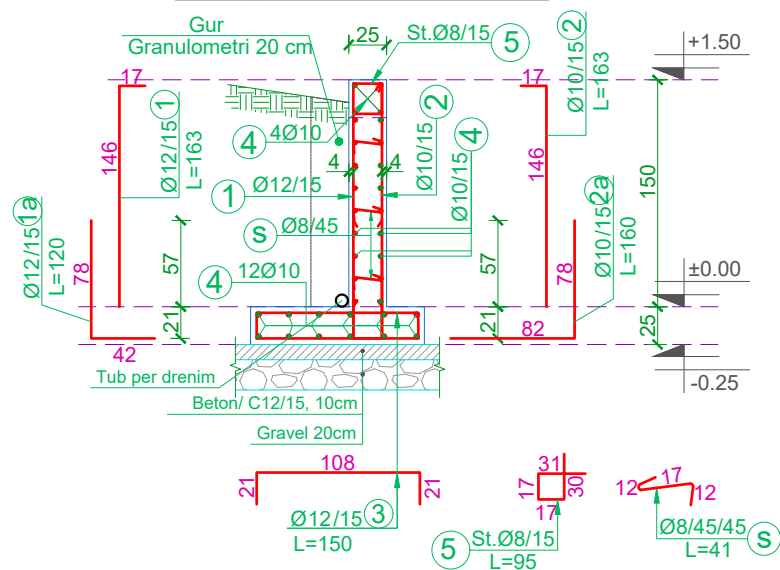 Gur
Granulometri 20 cm
25
St.Ø8/15 5
+1.50
17
146
Ø12/15 1
L=163
4 4Ø10
4
4
2
Ø10/15
4
Ø10/15
17
146
Ø10/15 2
L=163
150
1 Ø12/15
S Ø8/45
1a
Ø12/15
L=120
78
57
21
42
4 12Ø10
57
21
78
82
2a
Ø10/15
L=160
±0.00
25
-0.25
Tub per drenim
Beton/ C12/15, 10cm
Gravel 20cm
108
21
21
Ø12/15 3
L=150
31
17
30
17
5 St.Ø8/15
L=95
12
17
12
Ø8/45/45 S
L=41